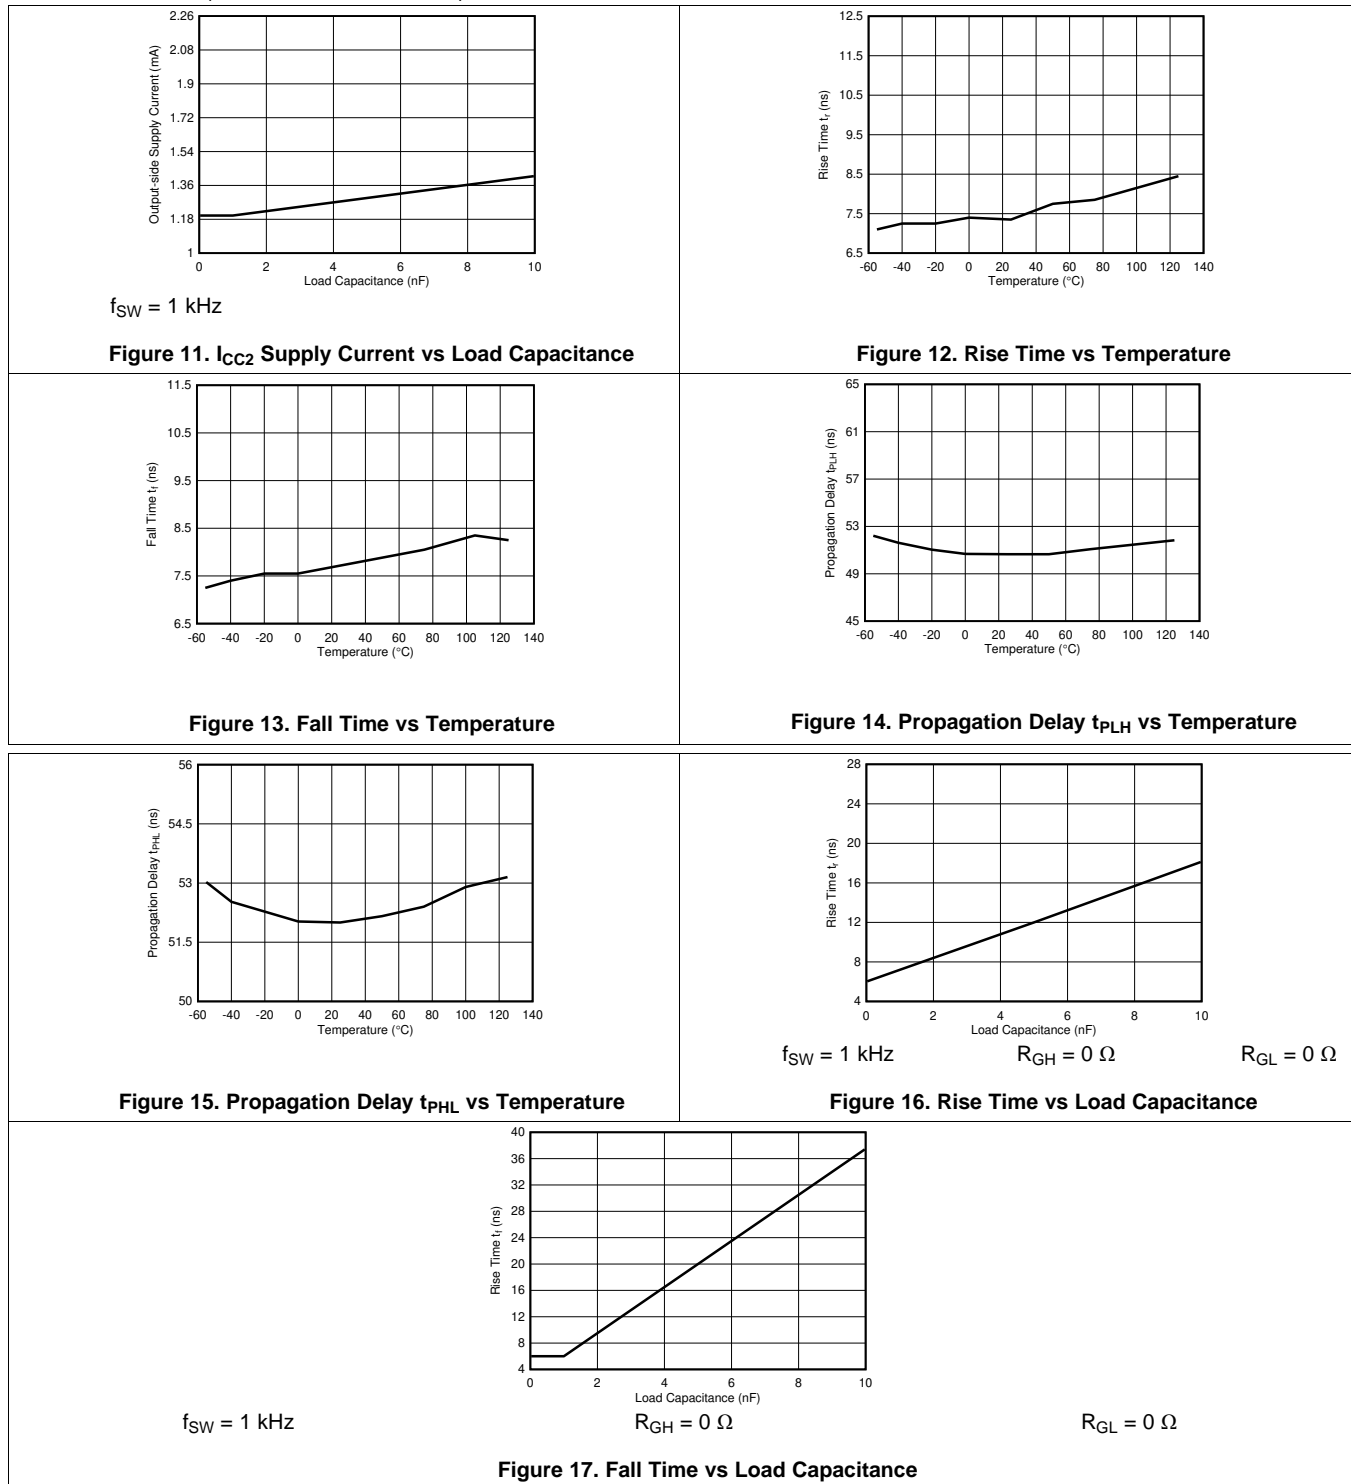 2.26
2.08
1.9
1.72
1.54
1.36
1.18
1
Output-side Supply Current (mA)
0 2 4 6 8 10
Load Capacitance (nF)
fSW = 1 kHz
Figure 11. ICC2 Supply Current vs Load Capacitance
12.5
11.5
10.5
9.5
8.5
7.5
6.5
Rise Time tr (ns)
-60 -40 -20 0 20 40 60 80 100 120 140
Temperature (°C)
Figure 12. Rise Time vs Temperature
11.5
10.5
9.5
8.5
7.5
6.5
Fall Time tf (ns)
-60 -40 -20 0 20 40 60 80 100 120 140
Temperature (°C)
Figure 13. Fall Time vs Temperature
65
61
57
53
49
45
Propagation Delay tPLH (ns)
-60 -40 -20 0 20 40 60 80 100 120 140
Temperature (°C)
Figure 14. Propagation Delay tPLH vs Temperature
56
54.5
53
51.5
50
Propagation Delay tPHL (ns)
-60 -40 -20 0 20 40 60 80 100 120 140
Temperature (°C)
Figure 15. Propagation Delay tPHL vs Temperature
28
24
20
16
12
8
4
Rise Time tr (ns)
0 2 4 6 8 10
Load Capacitance (nF)
fSW = 1 kHz RGH = 0 Ω RGL = 0 Ω
Figure 16. Rise Time vs Load Capacitance
40
36
32
28
24
20
16
12
8
4
Rise Time tf (ns)
0 2 4 6 8 10
Load Capacitance (nF)
fSW = 1 kHz RGH = 0 Ω RGL = 0 Ω
Figure 17. Fall Time vs Load Capacitance